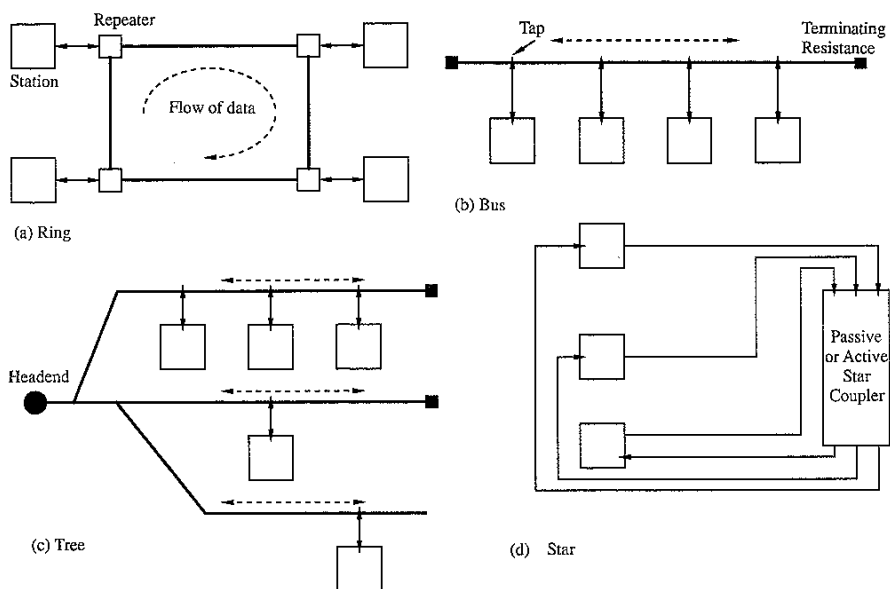 Repeater
Station
Flow of data
(a) Ring
Tap
Terminating
Resistance
(b) Bus
Headend
(c) Tree
Passive
or Active
Star
Coupler
(d) Star